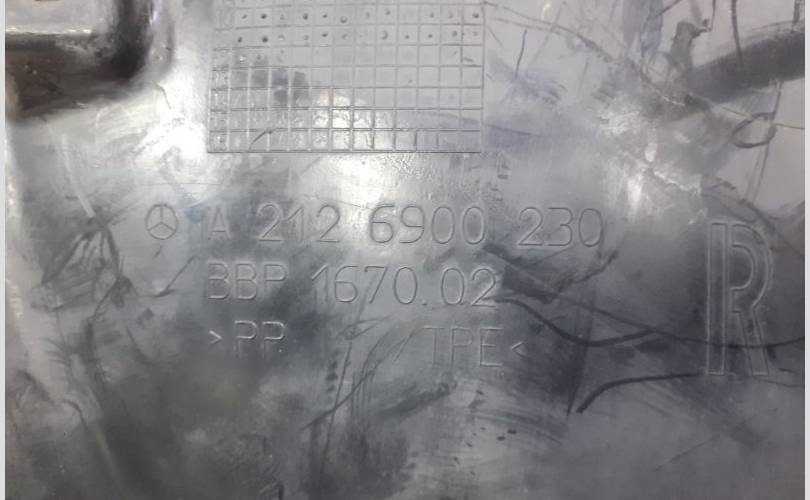 A 212 6900 230
BBP 1670.02
>PP / TPE<
R